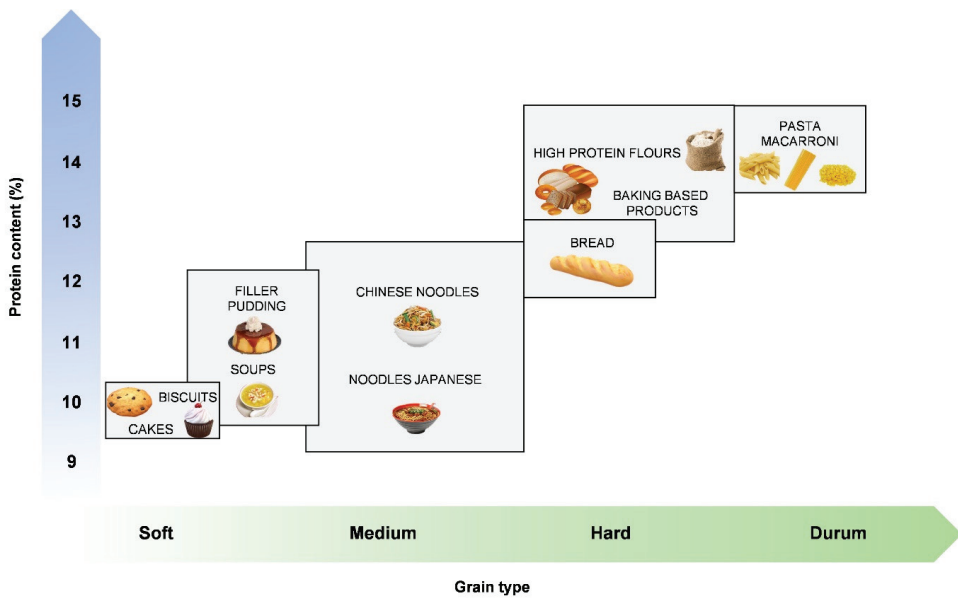 15
14
13
12
11
10
9
Protein content (%)
PASTA
MACARRONI
HIGH PROTEIN FLOURS
BAKING BASED
PRODUCTS
BREAD
FILLER
PUDDING
SOUPS
CHINESE NOODLES
NOODLES JAPANESE
BISCUITS
CAKES
Soft
Medium
Hard
Durum
Grain type